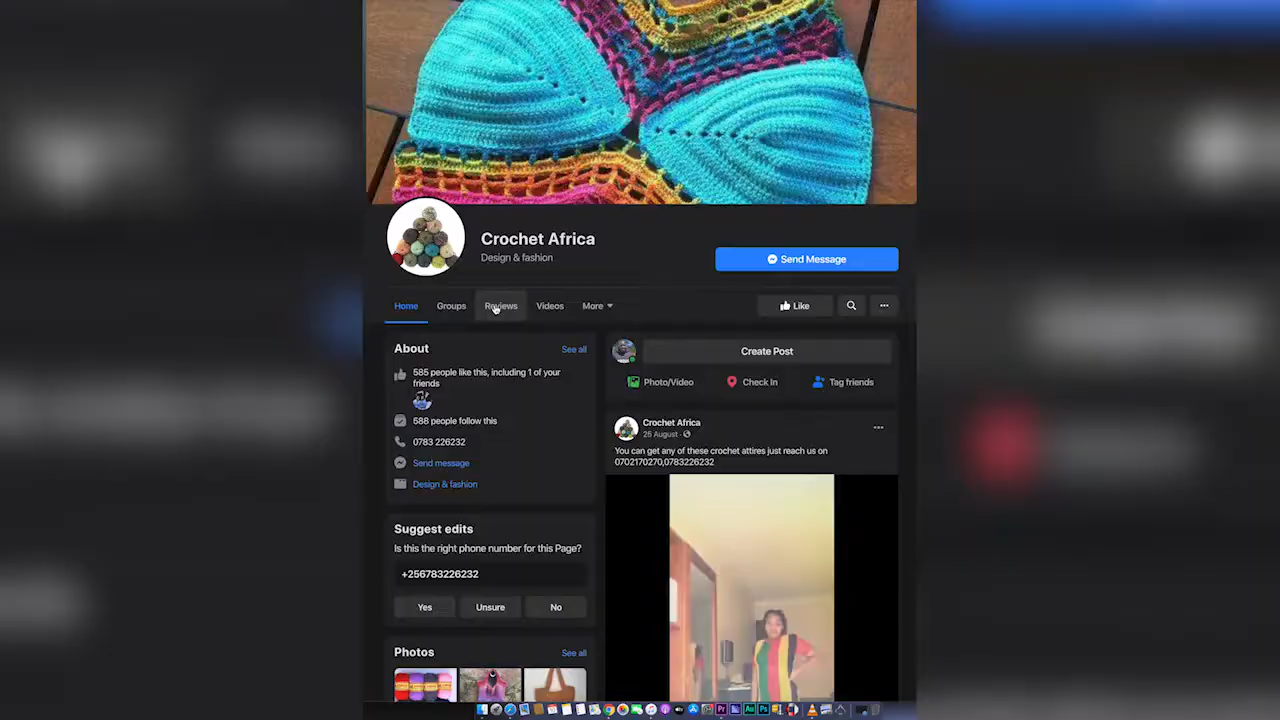 Crochet Africa
Design & fashion
Send Message
Home
Groups
Reviews
Videos
More
Like
About
See all
585 people like this, including 1 of your
friends
588 people follow this
0783 226232
Send message
Design & fashion
Suggest edits
Is this the right phone number for this Page?
+256783226232
Yes
Unsure
No
Photos
See all
Create Post
Photo/Video
Check In
Tag friends
Crochet Africa
26 August
You can get any of these crochet attires just reach us on
0702170270,0783226232